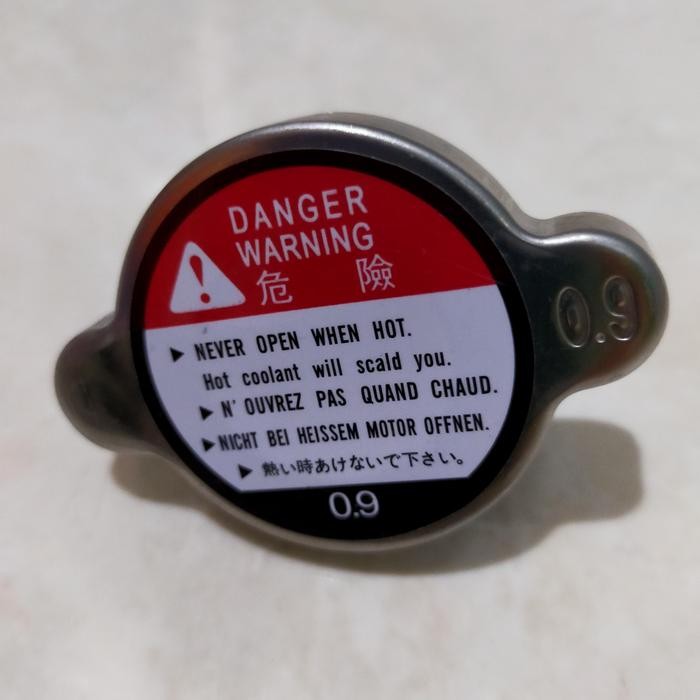 DANGER
WARNING
危 險
▶ NEVER OPEN WHEN HOT.
Hot coolant will scald you.
▶ N' OUVREZ PAS QUAND CHAUD.
▶ NICHT BEI HEISSEM MOTOR OFFNEN.
▶ 熱い時あけないで下さい。
0.9
0.9